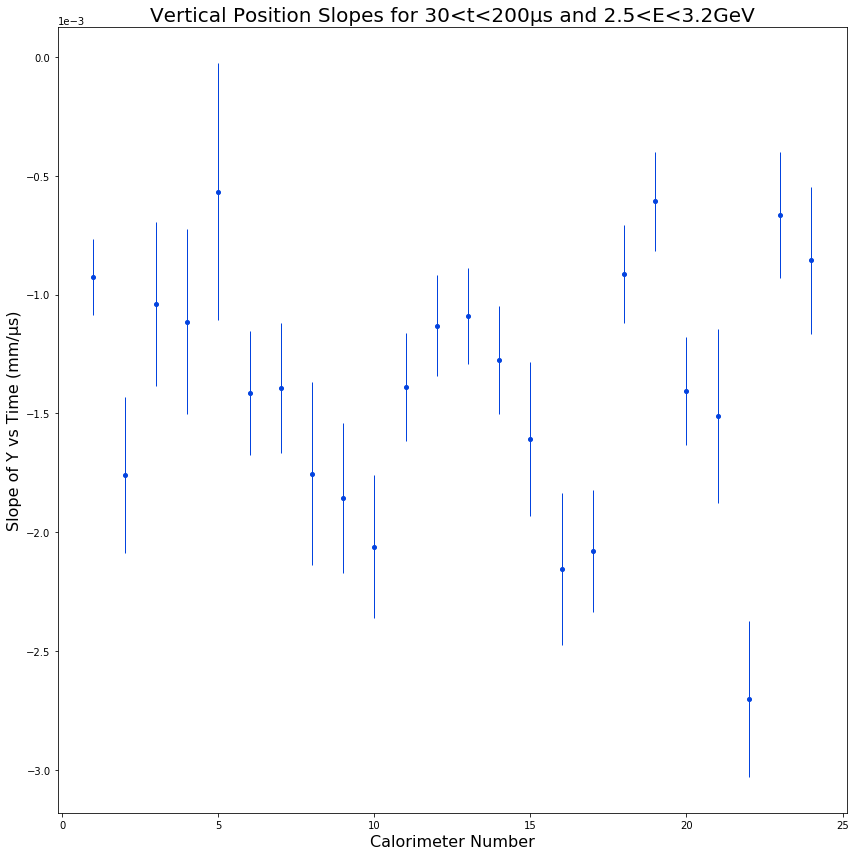 Vertical Position Slopes for 30<t<200μs and 2.5<E<3.2GeV
1e−3
0.0
−0.5
−1.0
−1.5
−2.0
−2.5
−3.0
Slope of Y vs Time (mm/μs)
0 5 10 15 20 25
Calorimeter Number